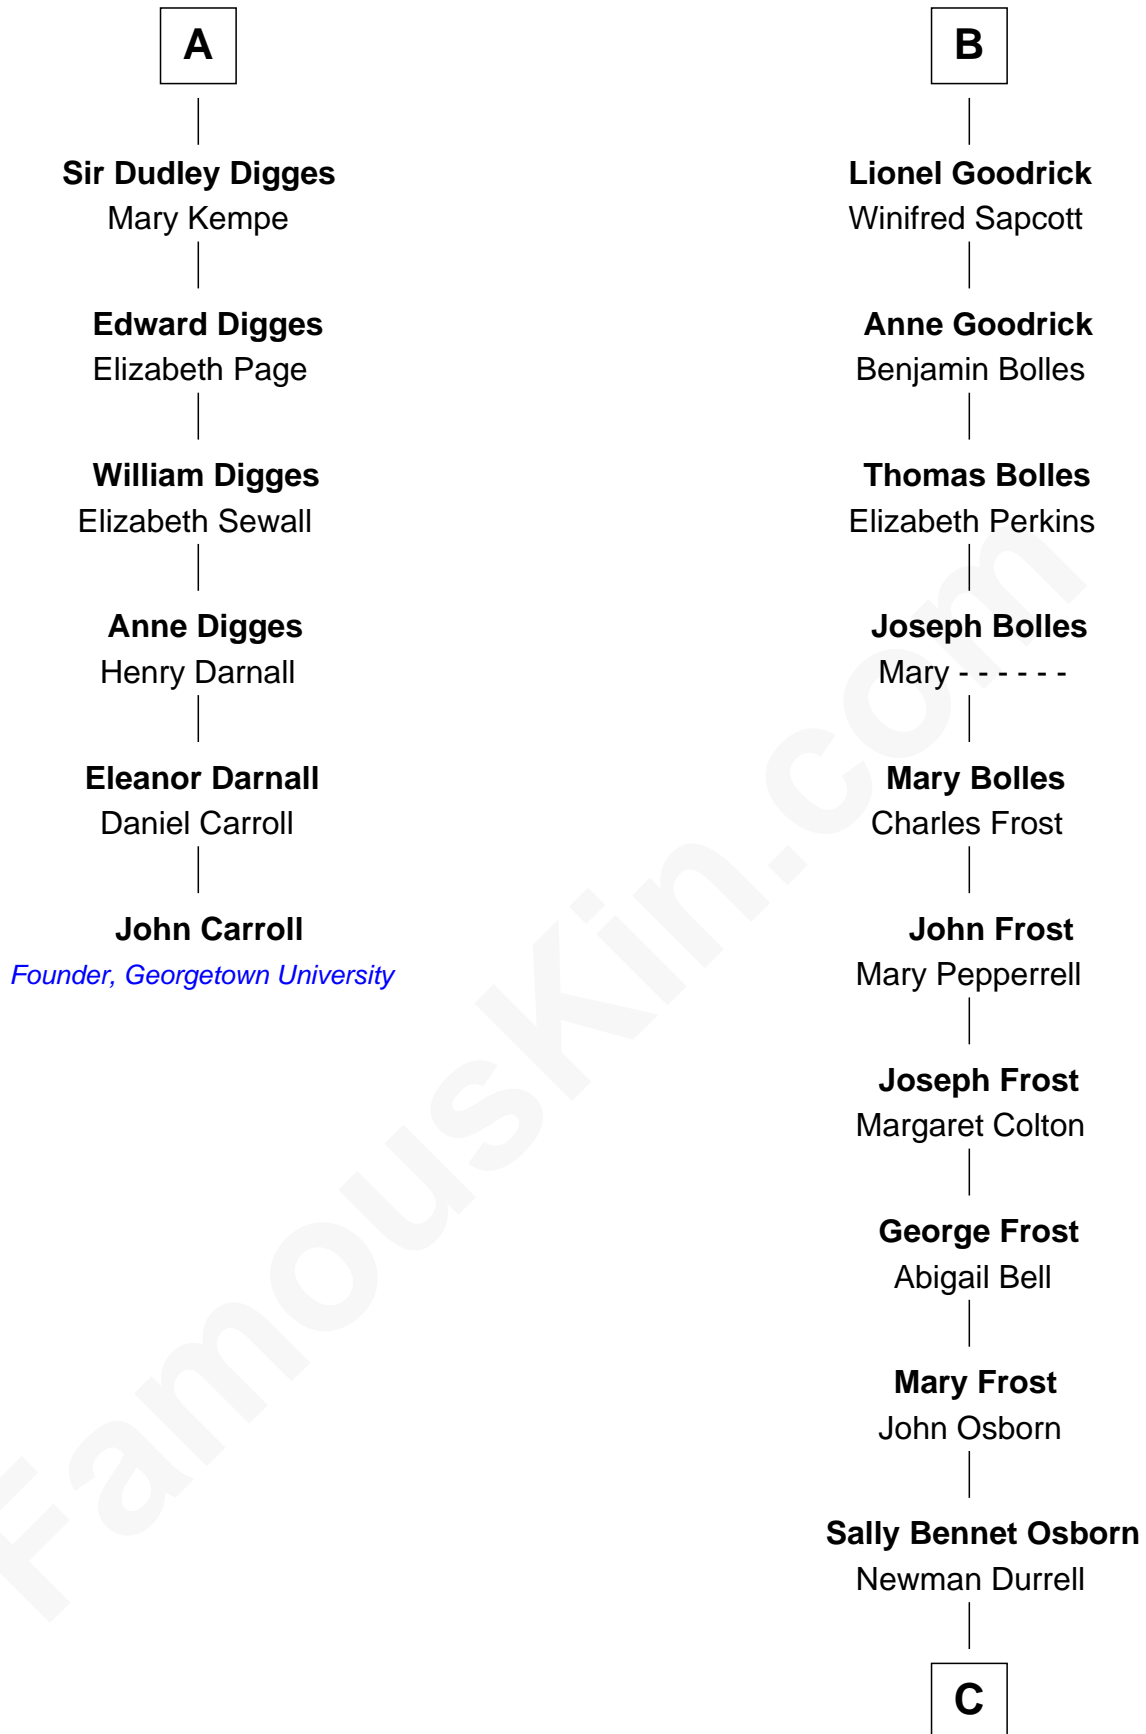 A
Sir Dudley Digges
Mary Kempe
Edward Digges
Elizabeth Page
William Digges
Elizabeth Sewall
Anne Digges
Henry Darnall
Eleanor Darnall
Daniel Carroll
John Carroll
Founder, Georgetown University
B
Lionel Goodrick
Winifred Sapcott
Anne Goodrick
Benjamin Bolles
Thomas Bolles
Elizabeth Perkins
Joseph Bolles
Mary - - - - - -
Mary Bolles
Charles Frost
John Frost
Mary Pepperrell
Joseph Frost
Margaret Colton
George Frost
Abigail Bell
Mary Frost
John Osborn
Sally Bennet Osborn
Newman Durrell
C
FamousKin.com